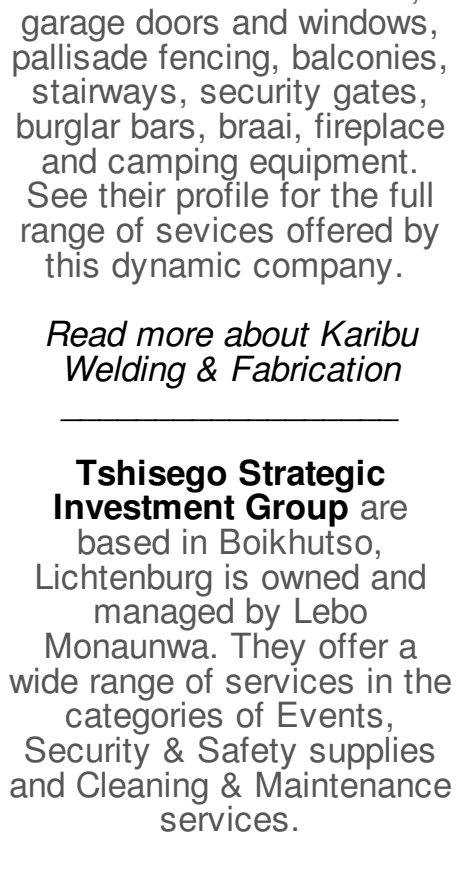 garage doors and windows,
pallisade fencing, balconies,
stairways, security gates,
burglar bars, braai, fireplace
and camping equipment.
See their profile for the full
range of sevices offered by
this dynamic company.
Read more about Karibu
Welding & Fabrication
___________________
Tshisego Strategic
Investment Group are
based in Boikhutso,
Lichtenburg is owned and
managed by Lebo
Monaunwa. They offer a
wide range of services in the
categories of Events,
Security & Safety supplies
and Cleaning & Maintenance
services.